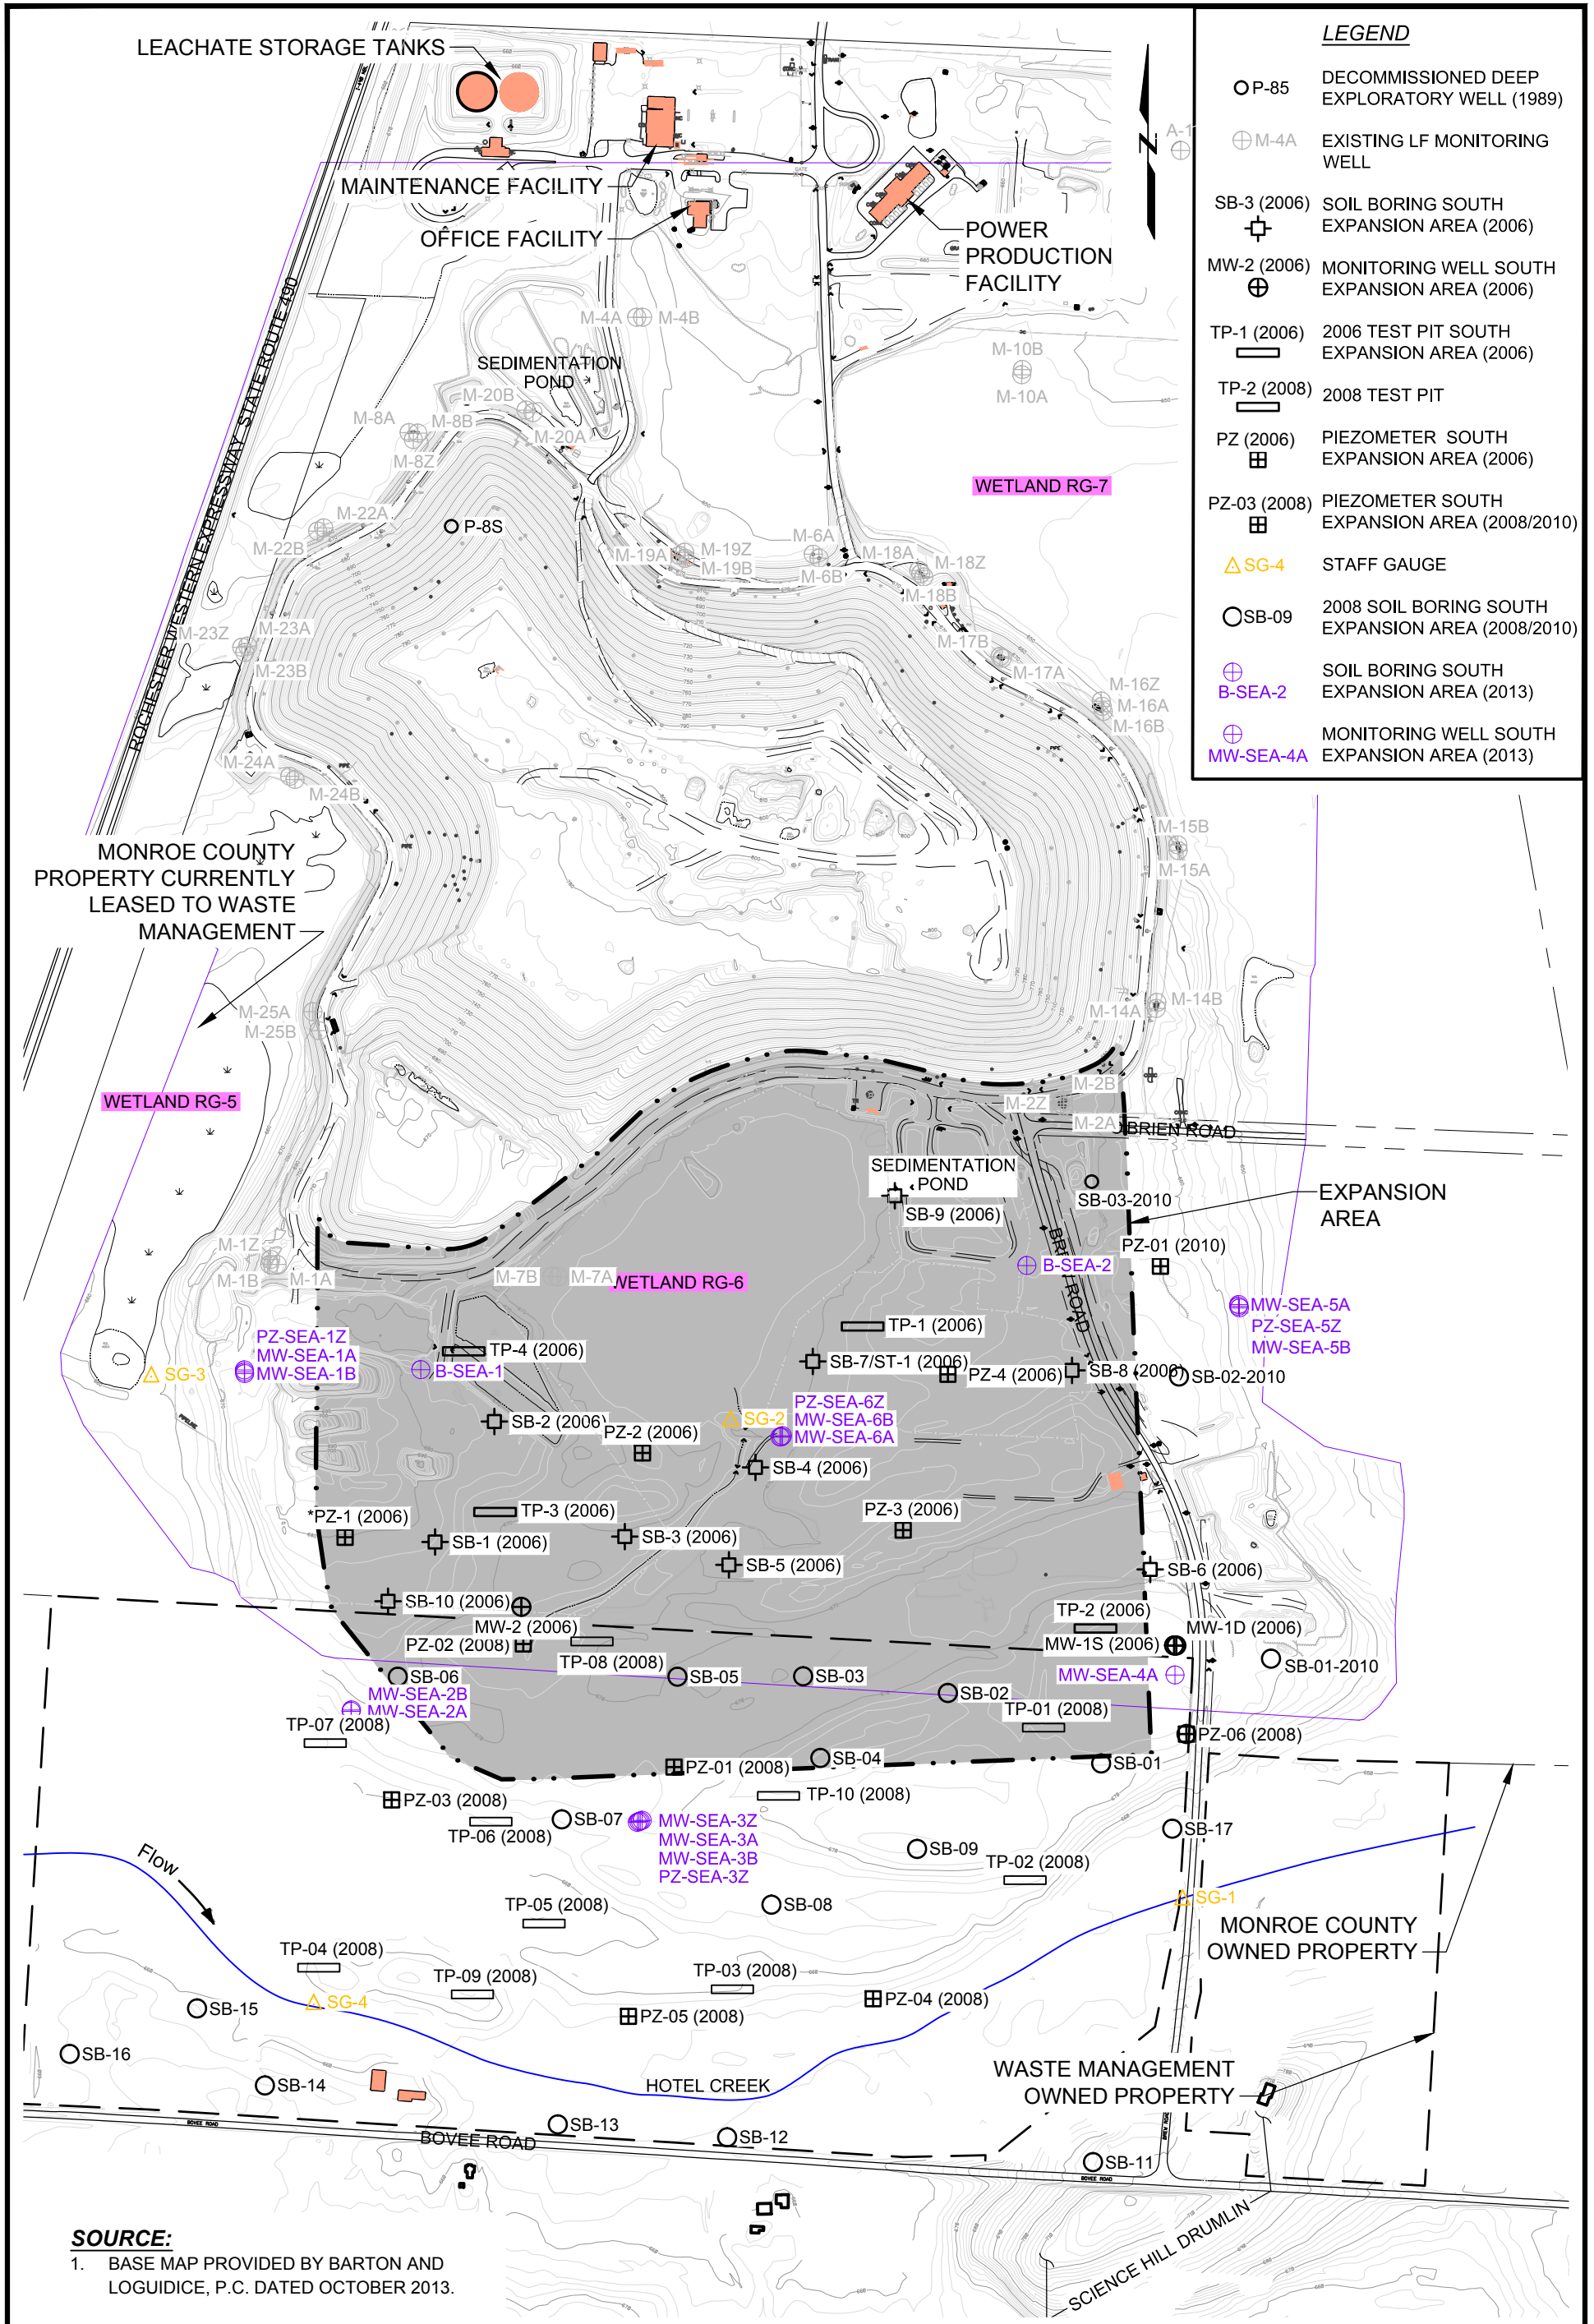 LEGEND
P-85
DECOMMISSIONED DEEP
EXPLORATORY WELL (1989)
M-4A
EXISTING LF MONITORING
WELL
SB-3 (2006)
SOIL BORING SOUTH
EXPANSION AREA (2006)
MW-2 (2006)
MONITORING WELL SOUTH
EXPANSION AREA (2006)
TP-1 (2006)
2006 TEST PIT SOUTH
EXPANSION AREA (2006)
TP-2 (2008)
2008 TEST PIT
PZ (2006)
PIEZOMETER SOUTH
EXPANSION AREA (2006)
PZ-03 (2008)
PIEZOMETER SOUTH
EXPANSION AREA (2008/2010)
SG-4
STAFF GAUGE
SB-09
2008 SOIL BORING SOUTH
EXPANSION AREA (2008/2010)
B-SEA-2
SOIL BORING SOUTH
EXPANSION AREA (2013)
MW-SEA-4A
MONITORING WELL SOUTH
EXPANSION AREA (2013)
LEACHATE STORAGE TANKS
N
A-1
MAINTENANCE FACILITY
OFFICE FACILITY
POWER
PRODUCTION
FACILITY
ROCHESTER WESTERN EXPRESSWAY STATE ROUTE 490
M-4A
M-4B
SEDIMENTATION
POND
M-10B
M-10A
M-20B
M-20A
M-8A
M-8B
M-8Z
WETLAND RG-7
M-22A
M-22B
P-8S
M-19A
M-19Z
M-19B
M-6A
M-6B
M-18A
M-18Z
M-18B
M-23Z
M-23A
M-23B
M-17B
M-17A
M-16Z
M-16A
M-16B
M-24A
M-24B
M-15B
M-15A
MONROE COUNTY
PROPERTY CURRENTLY
LEASED TO WASTE
MANAGEMENT
M-25A
M-25B
M-14A
M-14B
WETLAND RG-5
M-2B
M-2Z
M-2A
BRIEN ROAD
SEDIMENTATION
POND
SB-9 (2006)
SB-03-2010
EXPANSION
AREA
PZ-01 (2010)
M-1Z
M-1B
M-1A
M-7B
M-7A
WETLAND RG-6
B-SEA-2
ROAD
MW-SEA-5A
PZ-SEA-5Z
MW-SEA-5B
PZ-SEA-1Z
MW-SEA-1A
MW-SEA-1B
SG-3
TP-1 (2006)
TP-4 (2006)
B-SEA-1
SB-7/ST-1 (2006)
PZ-4 (2006)
SB-8 (2006)
SB-02-2010
PIPELINE
SB-2 (2006)
PZ-2 (2006)
SG-2
PZ-SEA-6Z
MW-SEA-6B
MW-SEA-6A
SB-4 (2006)
*PZ-1 (2006)
TP-3 (2006)
SB-1 (2006)
SB-3 (2006)
PZ-3 (2006)
SB-5 (2006)
SB-6 (2006)
SB-10 (2006)
MW-2 (2006)
PZ-02 (2008)
TP-08 (2008)
TP-2 (2006)
MW-1S (2006)
MW-1D (2006)
SB-06
SB-05
SB-03
MW-SEA-4A
SB-01-2010
MW-SEA-2B
MW-SEA-2A
SB-02
TP-01 (2008)
TP-07 (2008)
PZ-06 (2008)
PZ-01 (2008)
SB-04
SB-01
PZ-03 (2008)
TP-10 (2008)
TP-06 (2008)
SB-07
MW-SEA-3Z
MW-SEA-3A
MW-SEA-3B
PZ-SEA-3Z
SB-17
SB-09
TP-02 (2008)
Flow
SB-08
SG-1
TP-05 (2008)
MONROE COUNTY
OWNED PROPERTY
TP-04 (2008)
TP-09 (2008)
TP-03 (2008)
PZ-04 (2008)
SG-4
SB-15
PZ-05 (2008)
SB-16
SB-14
HOTEL CREEK
WASTE MANAGEMENT
OWNED PROPERTY
BOVEE ROAD
BOVEE ROAD
SB-13
SB-12
SB-11
BOVEE ROAD
SCIENCE HILL DRUMLIN
SOURCE:
1. BASE MAP PROVIDED BY BARTON AND
LOGUIDICE, P.C. DATED OCTOBER 2013.